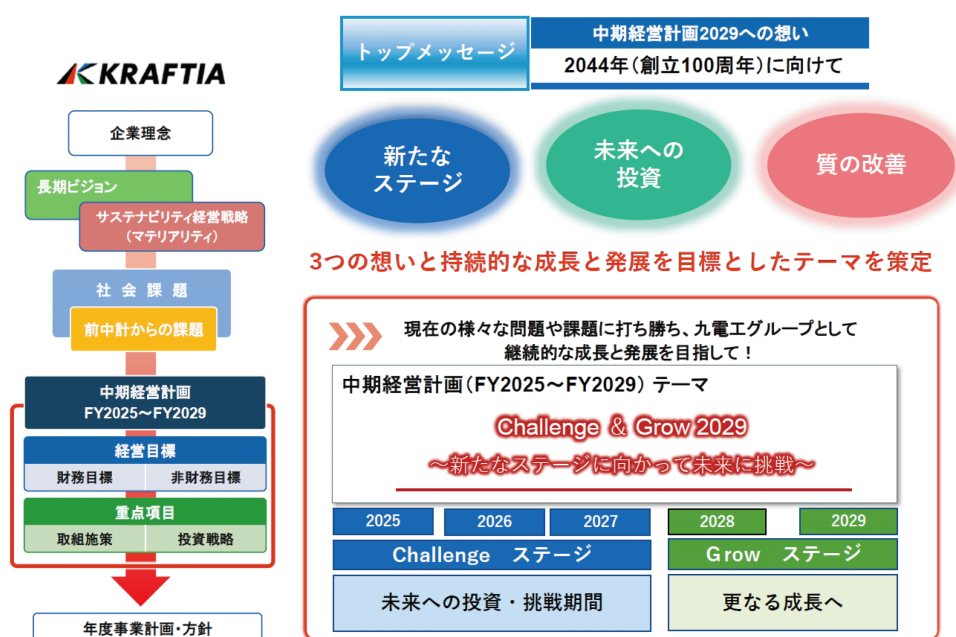 KRAFTIA
企業理念
長期ビジョン
サステナビリティ経営戦略
（マテリアリティ）
社会課題
前中計からの課題
中期経営計画
FY2025～FY2029
経営目標
財務目標
非財務目標
重点項目
取組施策
投資戦略
年度事業計画・方針
トップメッセージ
中期経営計画2029への想い
2044年（創立100周年）に向けて
新たな
ステージ
未来への
投資
質の改善
3つの想いと持続的な成長と発展を目標としたテーマを策定
現在の様々な問題や課題に打ち勝ち、九電工グループとして
継続的な成長と発展を目指して！
中期経営計画（FY2025～FY2029） テーマ
Challenge ＆ Grow 2029
～新たなステージに向かって未来に挑戦～
2025
2026
2027
2028
2029
Challenge ステージ
Grow ステージ
未来への投資・挑戦期間
更なる成長へ